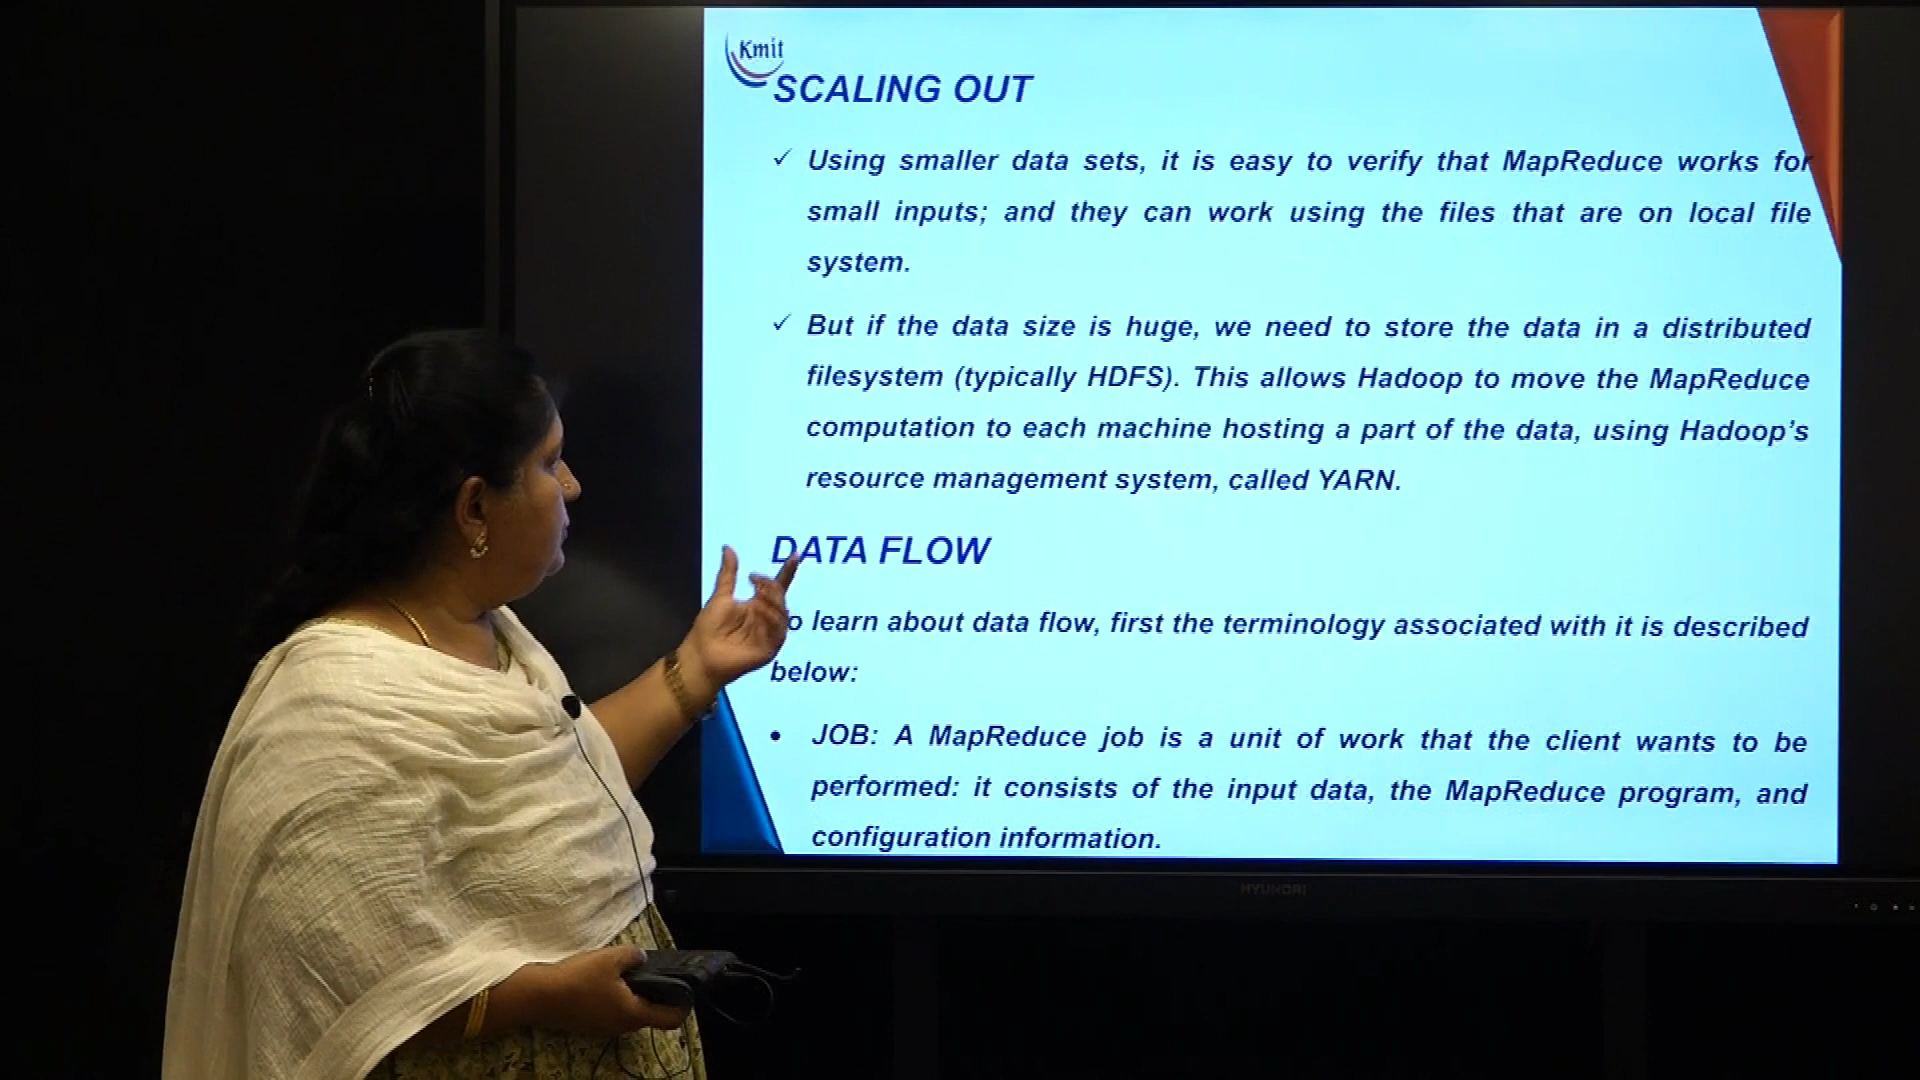 Kmit
SCALING OUT
✓ Using smaller data sets, it is easy to verify that MapReduce works for
small inputs; and they can work using the files that are on local file
system.
✓ But if the data size is huge, we need to store the data in a distributed
filesystem (typically HDFS). This allows Hadoop to move the MapReduce
computation to each machine hosting a part of the data, using Hadoop's
resource management system, called YARN.
DATA FLOW
learn about data flow, first the terminology associated with it is described
below:
• JOB: A MapReduce job is a unit of work that the client wants to be
performed: it consists of the input data, the MapReduce program, and
configuration information.
HYUNDAI